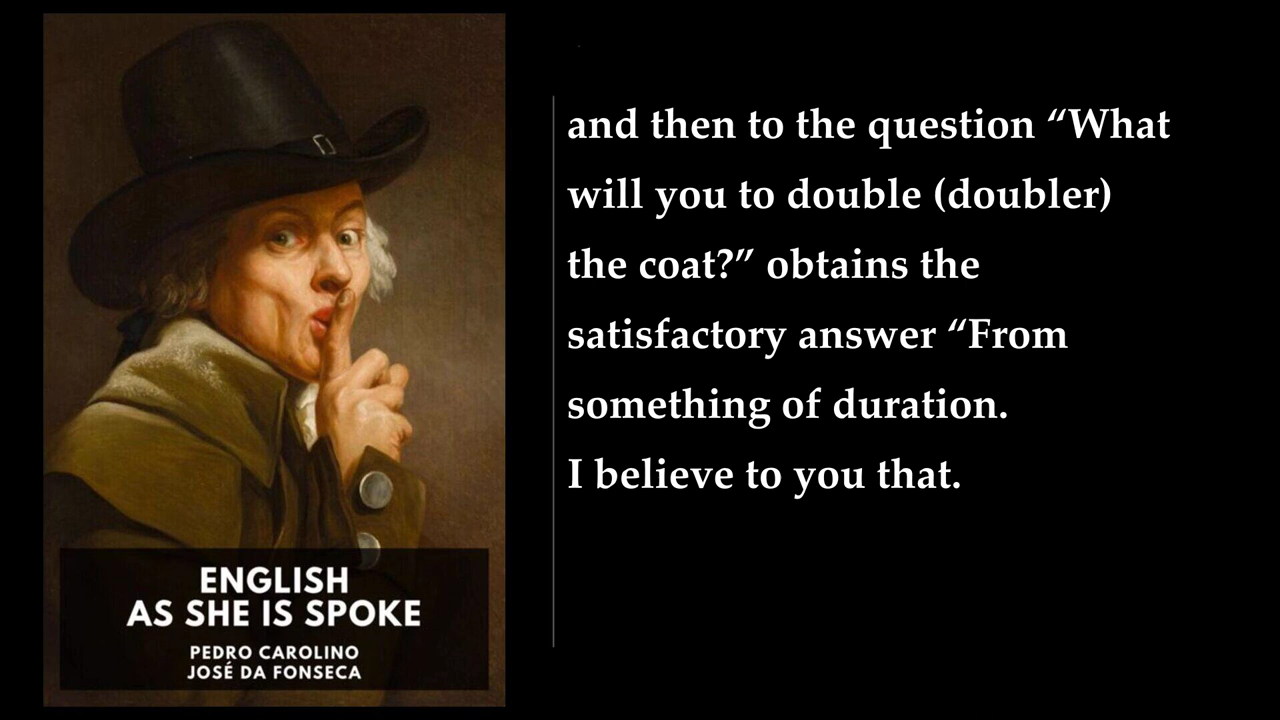 ENGLISH
AS SHE IS SPOKE
PEDRO CAROLINO
JOSÉ DA FONSECA
and then to the question “What
will you to double (doubler)
the coat?” obtains the
satisfactory answer “From
something of duration.
I believe to you that.